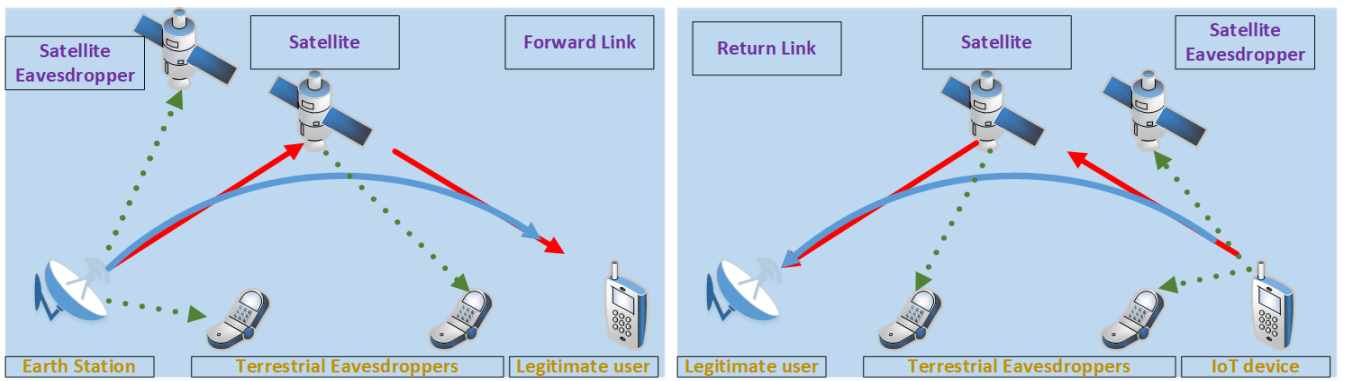 Satellite
Eavesdropper
Satellite
Forward Link
Earth Station
Terrestrial Eavesdroppers
Legitimate user
Return Link
Satellite
Satellite
Eavesdropper
Legitimate user
Terrestrial Eavesdroppers
IoT device